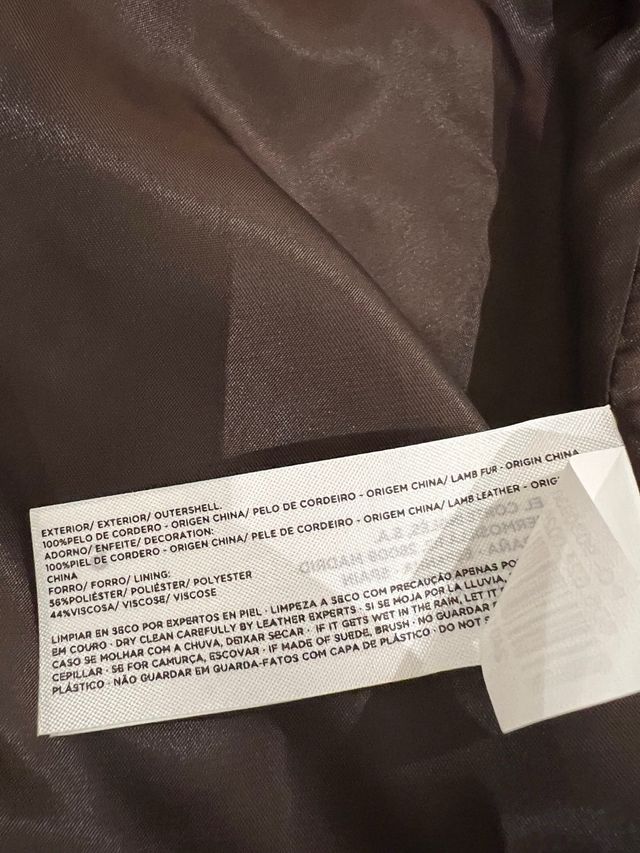 EXTERIOR/ EXTERIOR/ OUTERSHELL:
100%PELO DE CORDERO - ORIGEN CHINA/ PELO DE CORDEIRO - ORIGEM CHINA/ LAMB FUR - ORIGIN CHINA
ADORNO/ ENFEITE/ DECORATION:
100%PIEL DE CORDERO - ORIGEN CHINA/ PELE DE CORDEIRO - ORIGEM CHINA/ LAMB LEATHER -
CHINA
FORRO/ FORRO/ LINING:
56%POLIÉSTER/ POLIÉSTER/ POLYESTER
44%VISCOSA/ VISCOSE/ VISCOSE
LIMPIAR EN SECO POR EXPERTOS EN PIEL · LIMPEZA A SECO COM PRECAUÇÃO APENAS
EM COURO · DRY CLEAN CAREFULLY BY LEATHER EXPERTS · SI SE MOJA POR LA LLUVIA,
CASO SE MOLHAR COM A CHUVA, DEIXAR SECAR · IF IT GETS WET IN THE RAIN, LET IT
CEPILLAR · SE FOR CAMURÇA, ESCOVAR · IF MADE OF SUEDE, BRUSH · NO GUARDAR
PLÁSTICO · NÃO GUARDAR EM GUARDA-FATOS COM CAPA DE PLÁSTICO · DO NOT